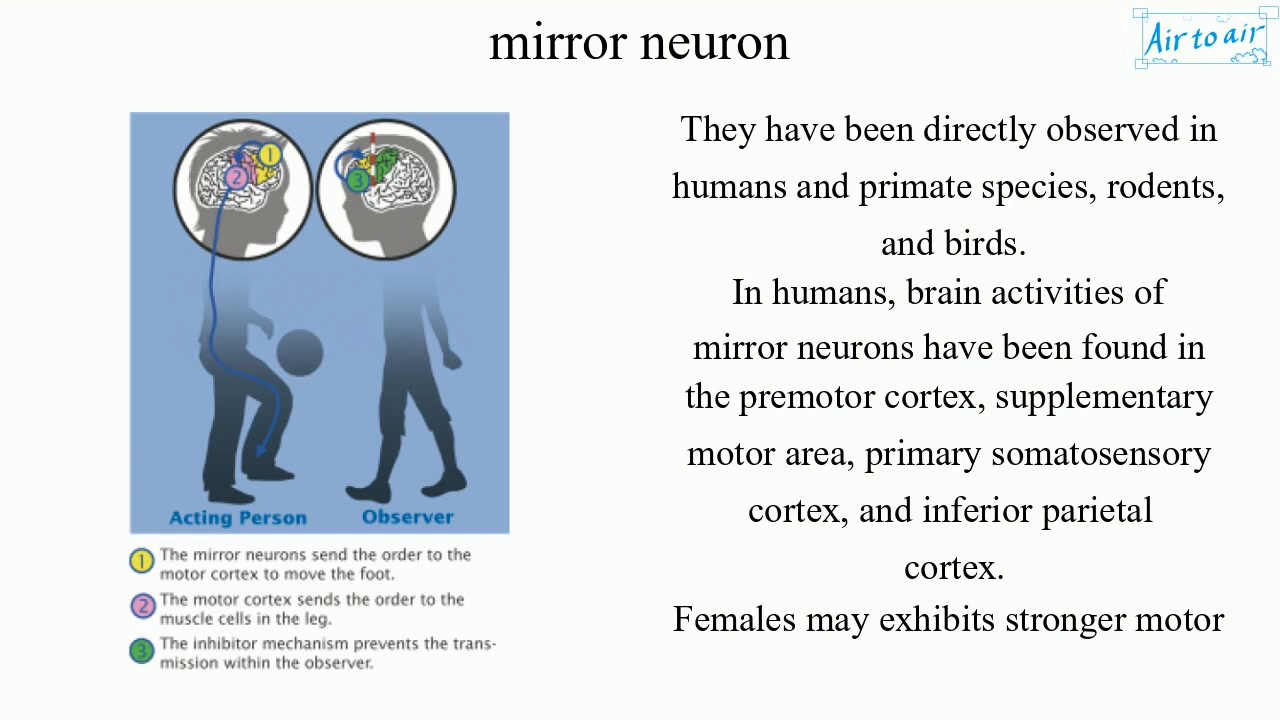 mirror neuron
Air to air
They have been directly observed in
humans and primate species, rodents,
and birds.
In humans, brain activities of
mirror neurons have been found in
the premotor cortex, supplementary
motor area, primary somatosensory
cortex, and inferior parietal
cortex.
Females may exhibits stronger motor
1
2
3
Acting Person
Observer
1 The mirror neurons send the order to the
motor cortex to move the foot.
2 The motor cortex sends the order to the
muscle cells in the leg.
3 The inhibitor mechanism prevents the trans-
mission within the observer.